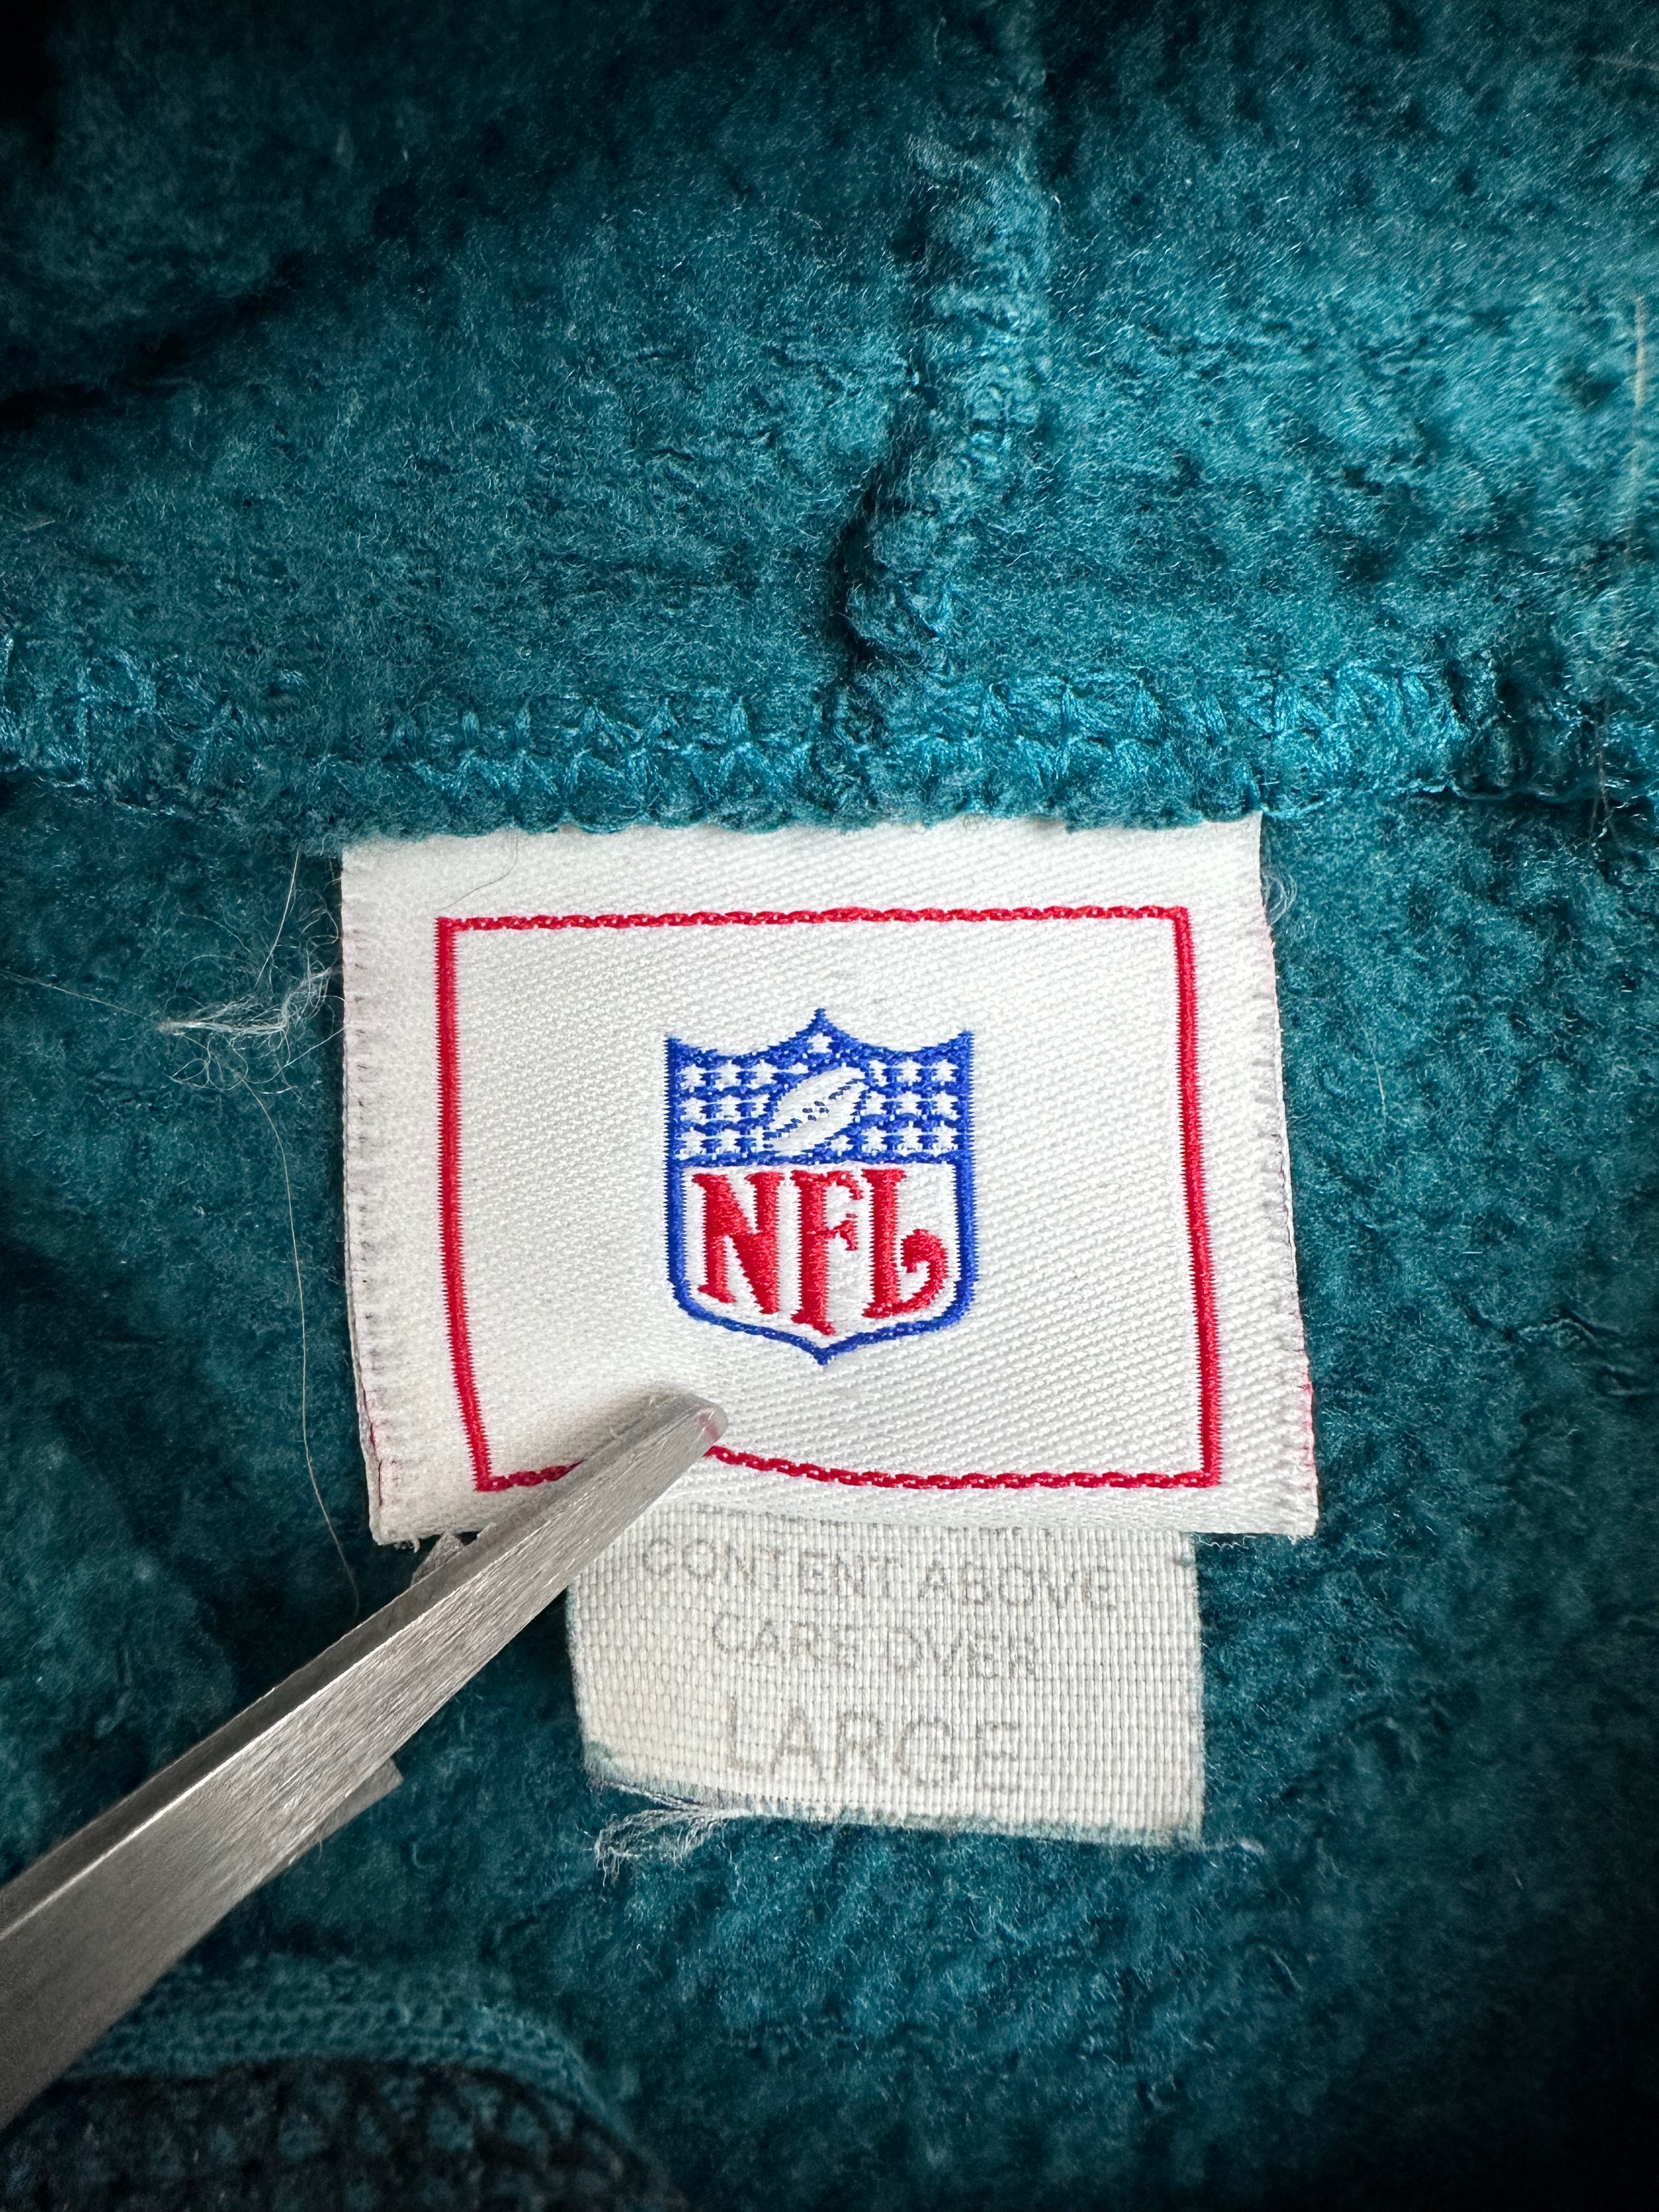 NFL
CONTENT ABOVE
CARE OVER
LARGE